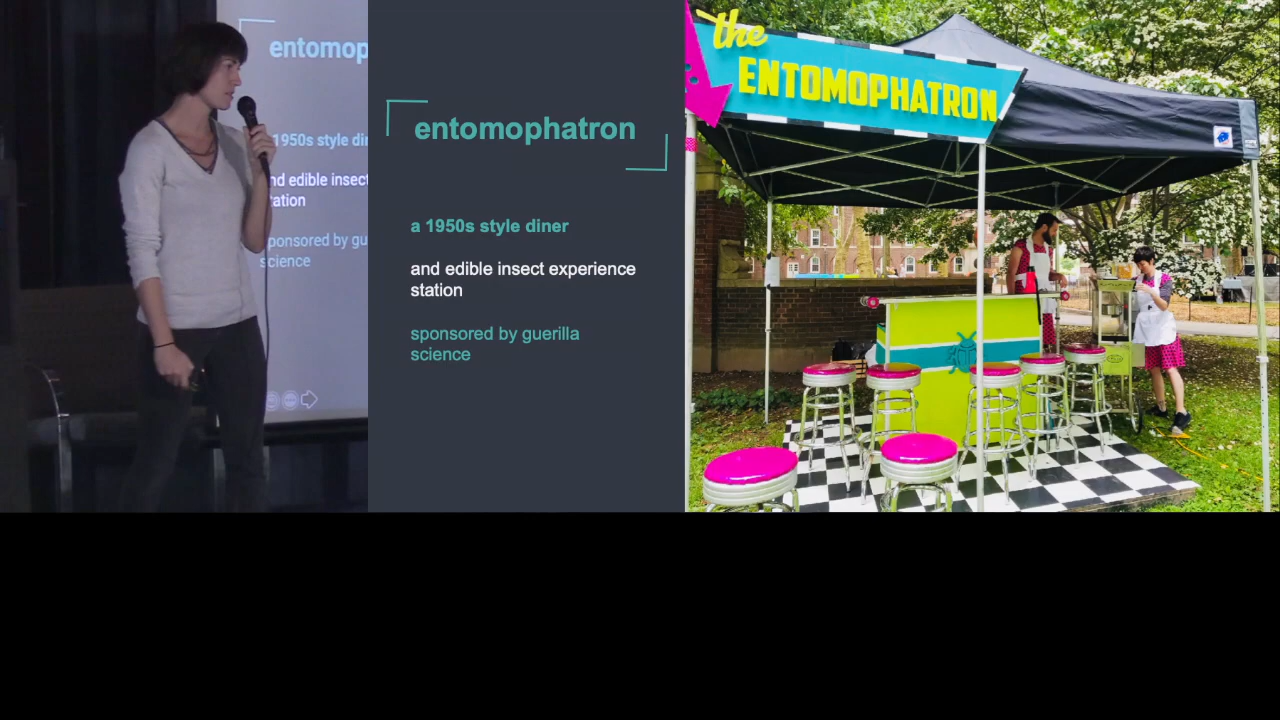 entomop
1950s style di
nd edible insect
tation
ponsored by gu
science
entomophatron
a 1950s style diner
and edible insect experience
station
sponsored by guerilla
science
the
ENTOMOPHATRON